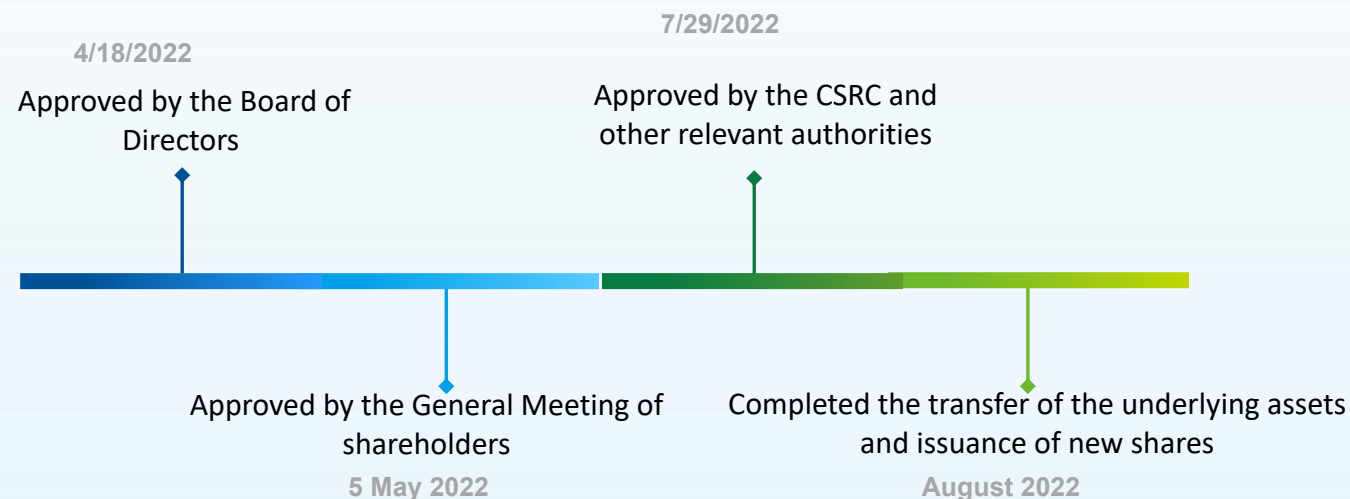 4/18/2022
Approved by the Board of
Directors
5 May 2022
Approved by the General Meeting of
shareholders
7/29/2022
Approved by the CSRC and
other relevant authorities
Completed the transfer of the underlying assets
and issuance of new shares
August 2022